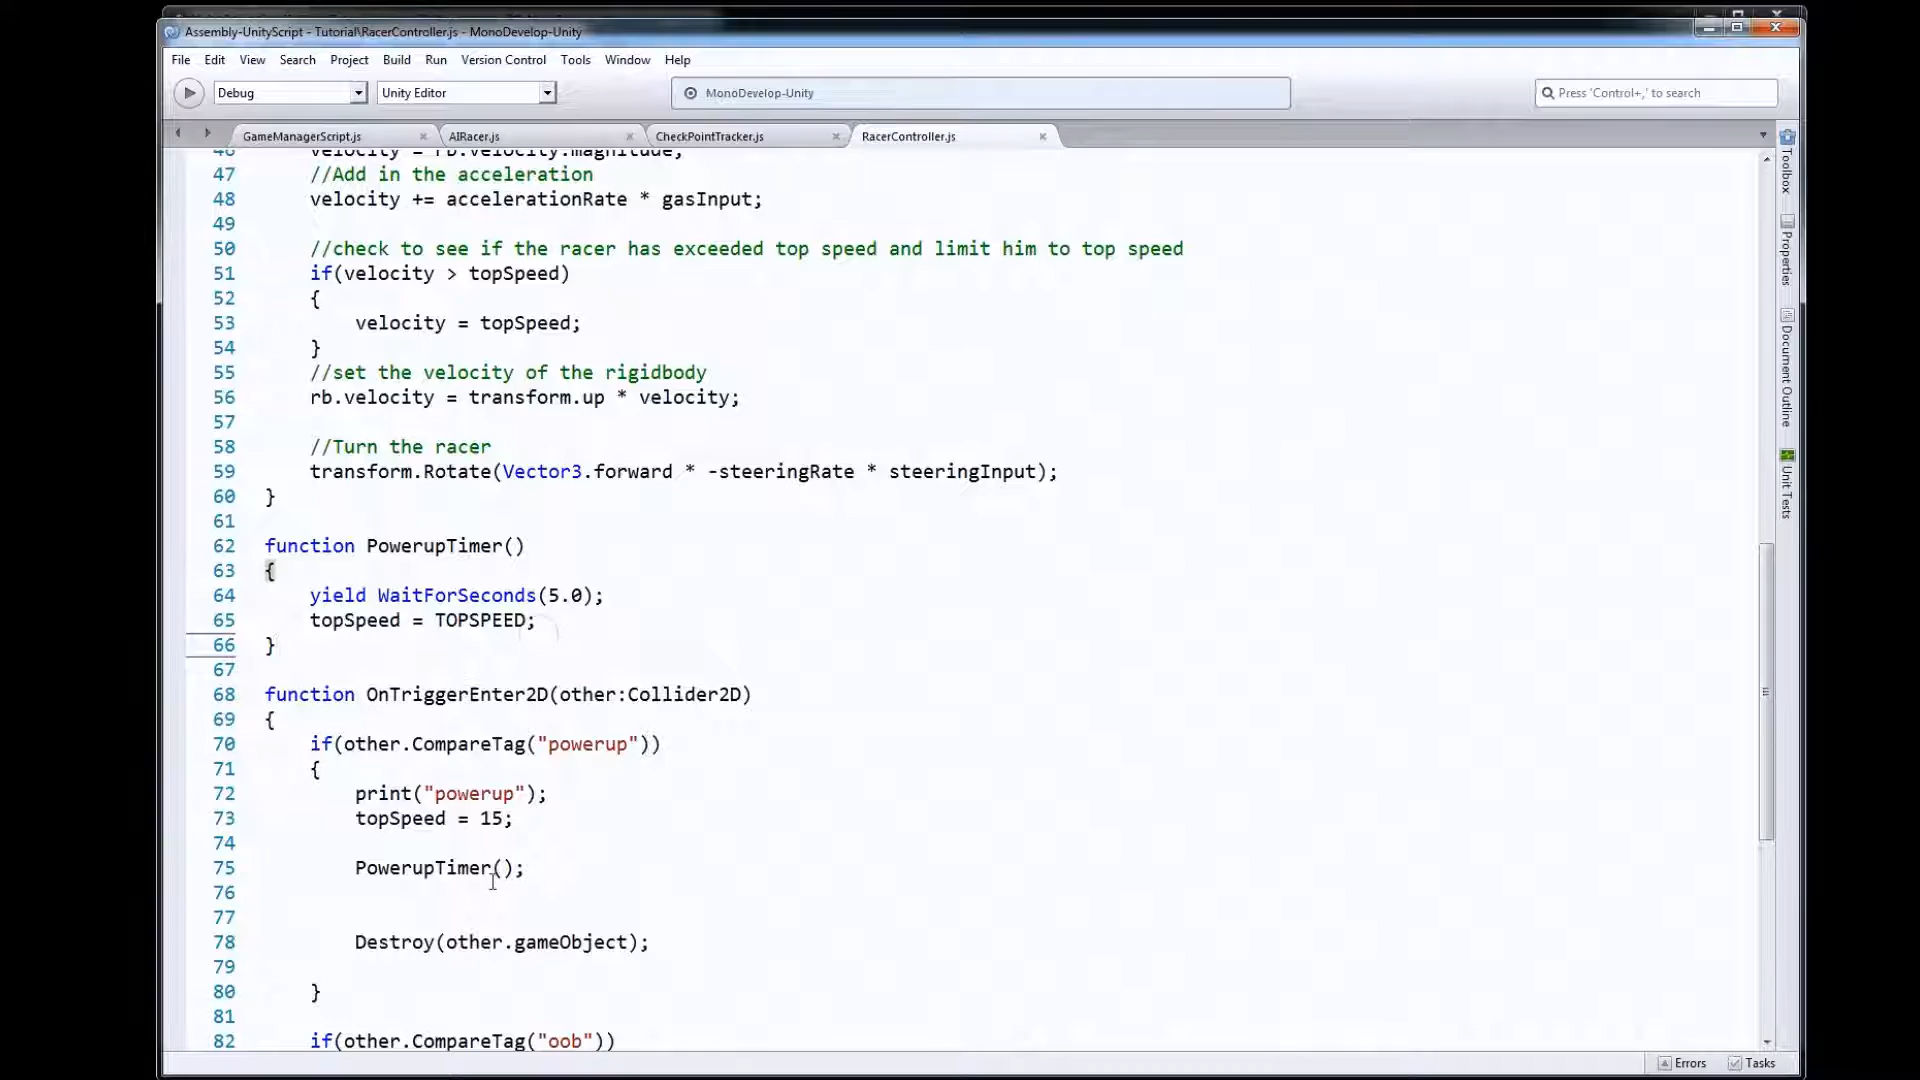 Assembly-UnityScript - Tutorial\RacerController.js - MonoDevelop-Unity
File Edit View Search Project Build Run Version Control Tools Window Help
Debug Unity Editor MonoDevelop-Unity Press 'Control+,' to search
GameManagerScript.js AIRacer.js CheckPointTracker.js RacerController.js
46 velocity = rb.velocity.magnitude;
47 //Add in the acceleration
48 velocity += accelerationRate * gasInput;
49
50 //check to see if the racer has exceeded top speed and limit him to top speed
51 if(velocity > topSpeed)
52 {
53 velocity = topSpeed;
54 }
55 //set the velocity of the rigidbody
56 rb.velocity = transform.up * velocity;
57
58 //Turn the racer
59 transform.Rotate(Vector3.forward * -steeringRate * steeringInput);
60 }
61
62 function PowerupTimer()
63 {
64 yield WaitForSeconds(5.0);
65 topSpeed = TOPSPEED;
66 }
67
68 function OnTriggerEnter2D(other:Collider2D)
69 {
70 if(other.CompareTag("powerup"))
71 {
72 print("powerup");
73 topSpeed = 15;
74
75 PowerupTimer();
76
77
78 Destroy(other.gameObject);
79
80 }
81
82 if(other.CompareTag("oob"))
Toolbox
Properties
Document Outline
Unit Tests
Errors Tasks